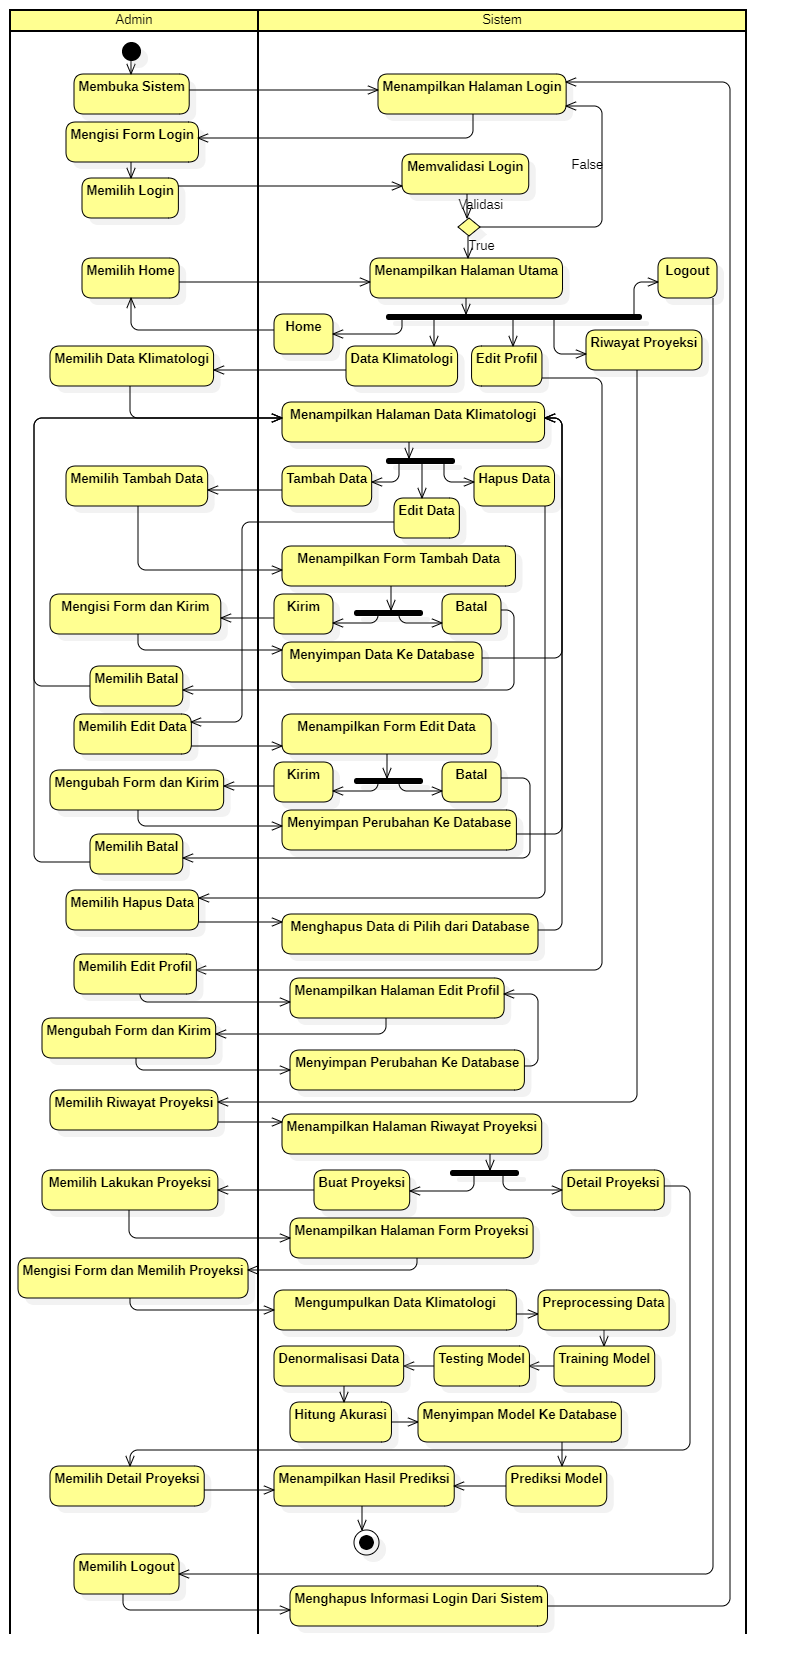 Admin
Sistem
Membuka Sistem
Menampilkan Halaman Login
Mengisi Form Login
Memvalidasi Login
False
Memilih Login
Validasi
True
Memilih Home
Menampilkan Halaman Utama
Logout
Home
Riwayat Proyeksi
Memilih Data Klimatologi
Data Klimatologi
Edit Profil
Menampilkan Halaman Data Klimatologi
Memilih Tambah Data
Tambah Data
Hapus Data
Edit Data
Menampilkan Form Tambah Data
Mengisi Form dan Kirim
Kirim
Batal
Menyimpan Data Ke Database
Memilih Batal
Memilih Edit Data
Menampilkan Form Edit Data
Mengubah Form dan Kirim
Kirim
Batal
Menyimpan Perubahan Ke Database
Memilih Batal
Memilih Hapus Data
Menghapus Data di Pilih dari Database
Memilih Edit Profil
Menampilkan Halaman Edit Profil
Mengubah Form dan Kirim
Menyimpan Perubahan Ke Database
Memilih Riwayat Proyeksi
Menampilkan Halaman Riwayat Proyeksi
Memilih Lakukan Proyeksi
Buat Proyeksi
Detail Proyeksi
Menampilkan Halaman Form Proyeksi
Mengisi Form dan Memilih Proyeksi
Mengumpulkan Data Klimatologi
Preprocessing Data
Denormalisasi Data
Testing Model
Training Model
Hitung Akurasi
Menyimpan Model Ke Database
Memilih Detail Proyeksi
Menampilkan Hasil Prediksi
Prediksi Model
Memilih Logout
Menghapus Informasi Login Dari Sistem